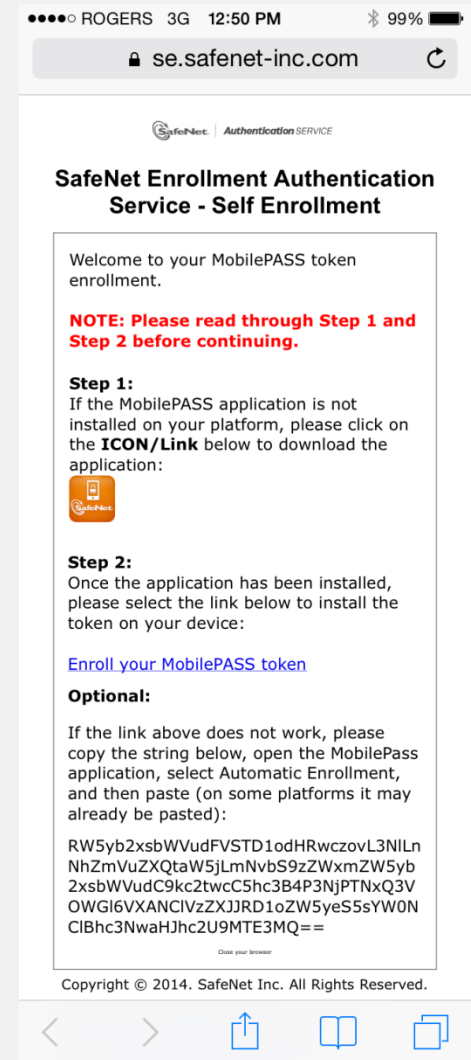 ROGERS 3G 12:50 PM 99%
se.safenet-inc.com
SafeNet. Authentication SERVICE
SafeNet Enrollment Authentication
Service - Self Enrollment
Welcome to your MobilePASS token
enrollment.
NOTE: Please read through Step 1 and
Step 2 before continuing.
Step 1:
If the MobilePASS application is not
installed on your platform, please click on
the ICON/Link below to download the
application:
SafeNet
Step 2:
Once the application has been installed,
please select the link below to install the
token on your device:
Enroll your MobilePASS token
Optional:
If the link above does not work, please
copy the string below, open the MobilePass
application, select Automatic Enrollment,
and then paste (on some platforms it may
already be pasted):
RW5yb2xsbWVudFVSTD1odHRwczovL3NlLn
NhZmVuZXQtaW5jLmNvbS9zZWxmZW5yb
2xsbWVudC9kc2twcC5hc3B4P3NjPTNxQ3V
OWGl6VXANClVzZXJJRD1oZW5yeS5sYW0N
ClBhc3NwaHJhc2U9MTE3MQ==
Close your browser
Copyright © 2014. SafeNet Inc. All Rights Reserved.